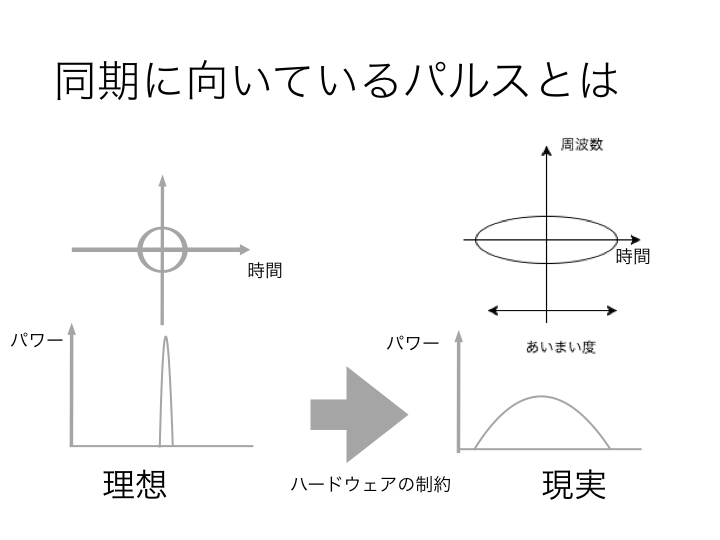 同期に向いているパルスとは
周波数
時間
時間
あいまい度
パワー
パワー
ハードウェアの制約
理想
現実